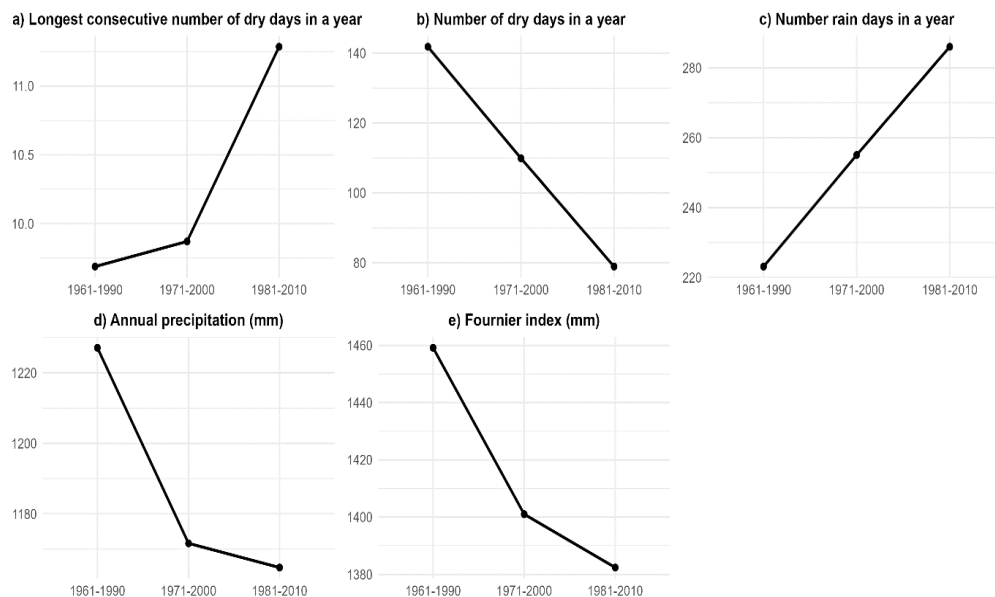 a) Longest consecutive number of dry days in a year
11.0
10.5
10.0
1961-1990 1971-2000 1981-2010
b) Number of dry days in a year
140
120
100
80
1961-1990 1971-2000 1981-2010
c) Number rain days in a year
280
260
240
220
1961-1990 1971-2000 1981-2010
d) Annual precipitation (mm)
1220
1200
1180
1961-1990 1971-2000 1981-2010
e) Fournier index (mm)
1460
1440
1420
1400
1380
1961-1990 1971-2000 1981-2010